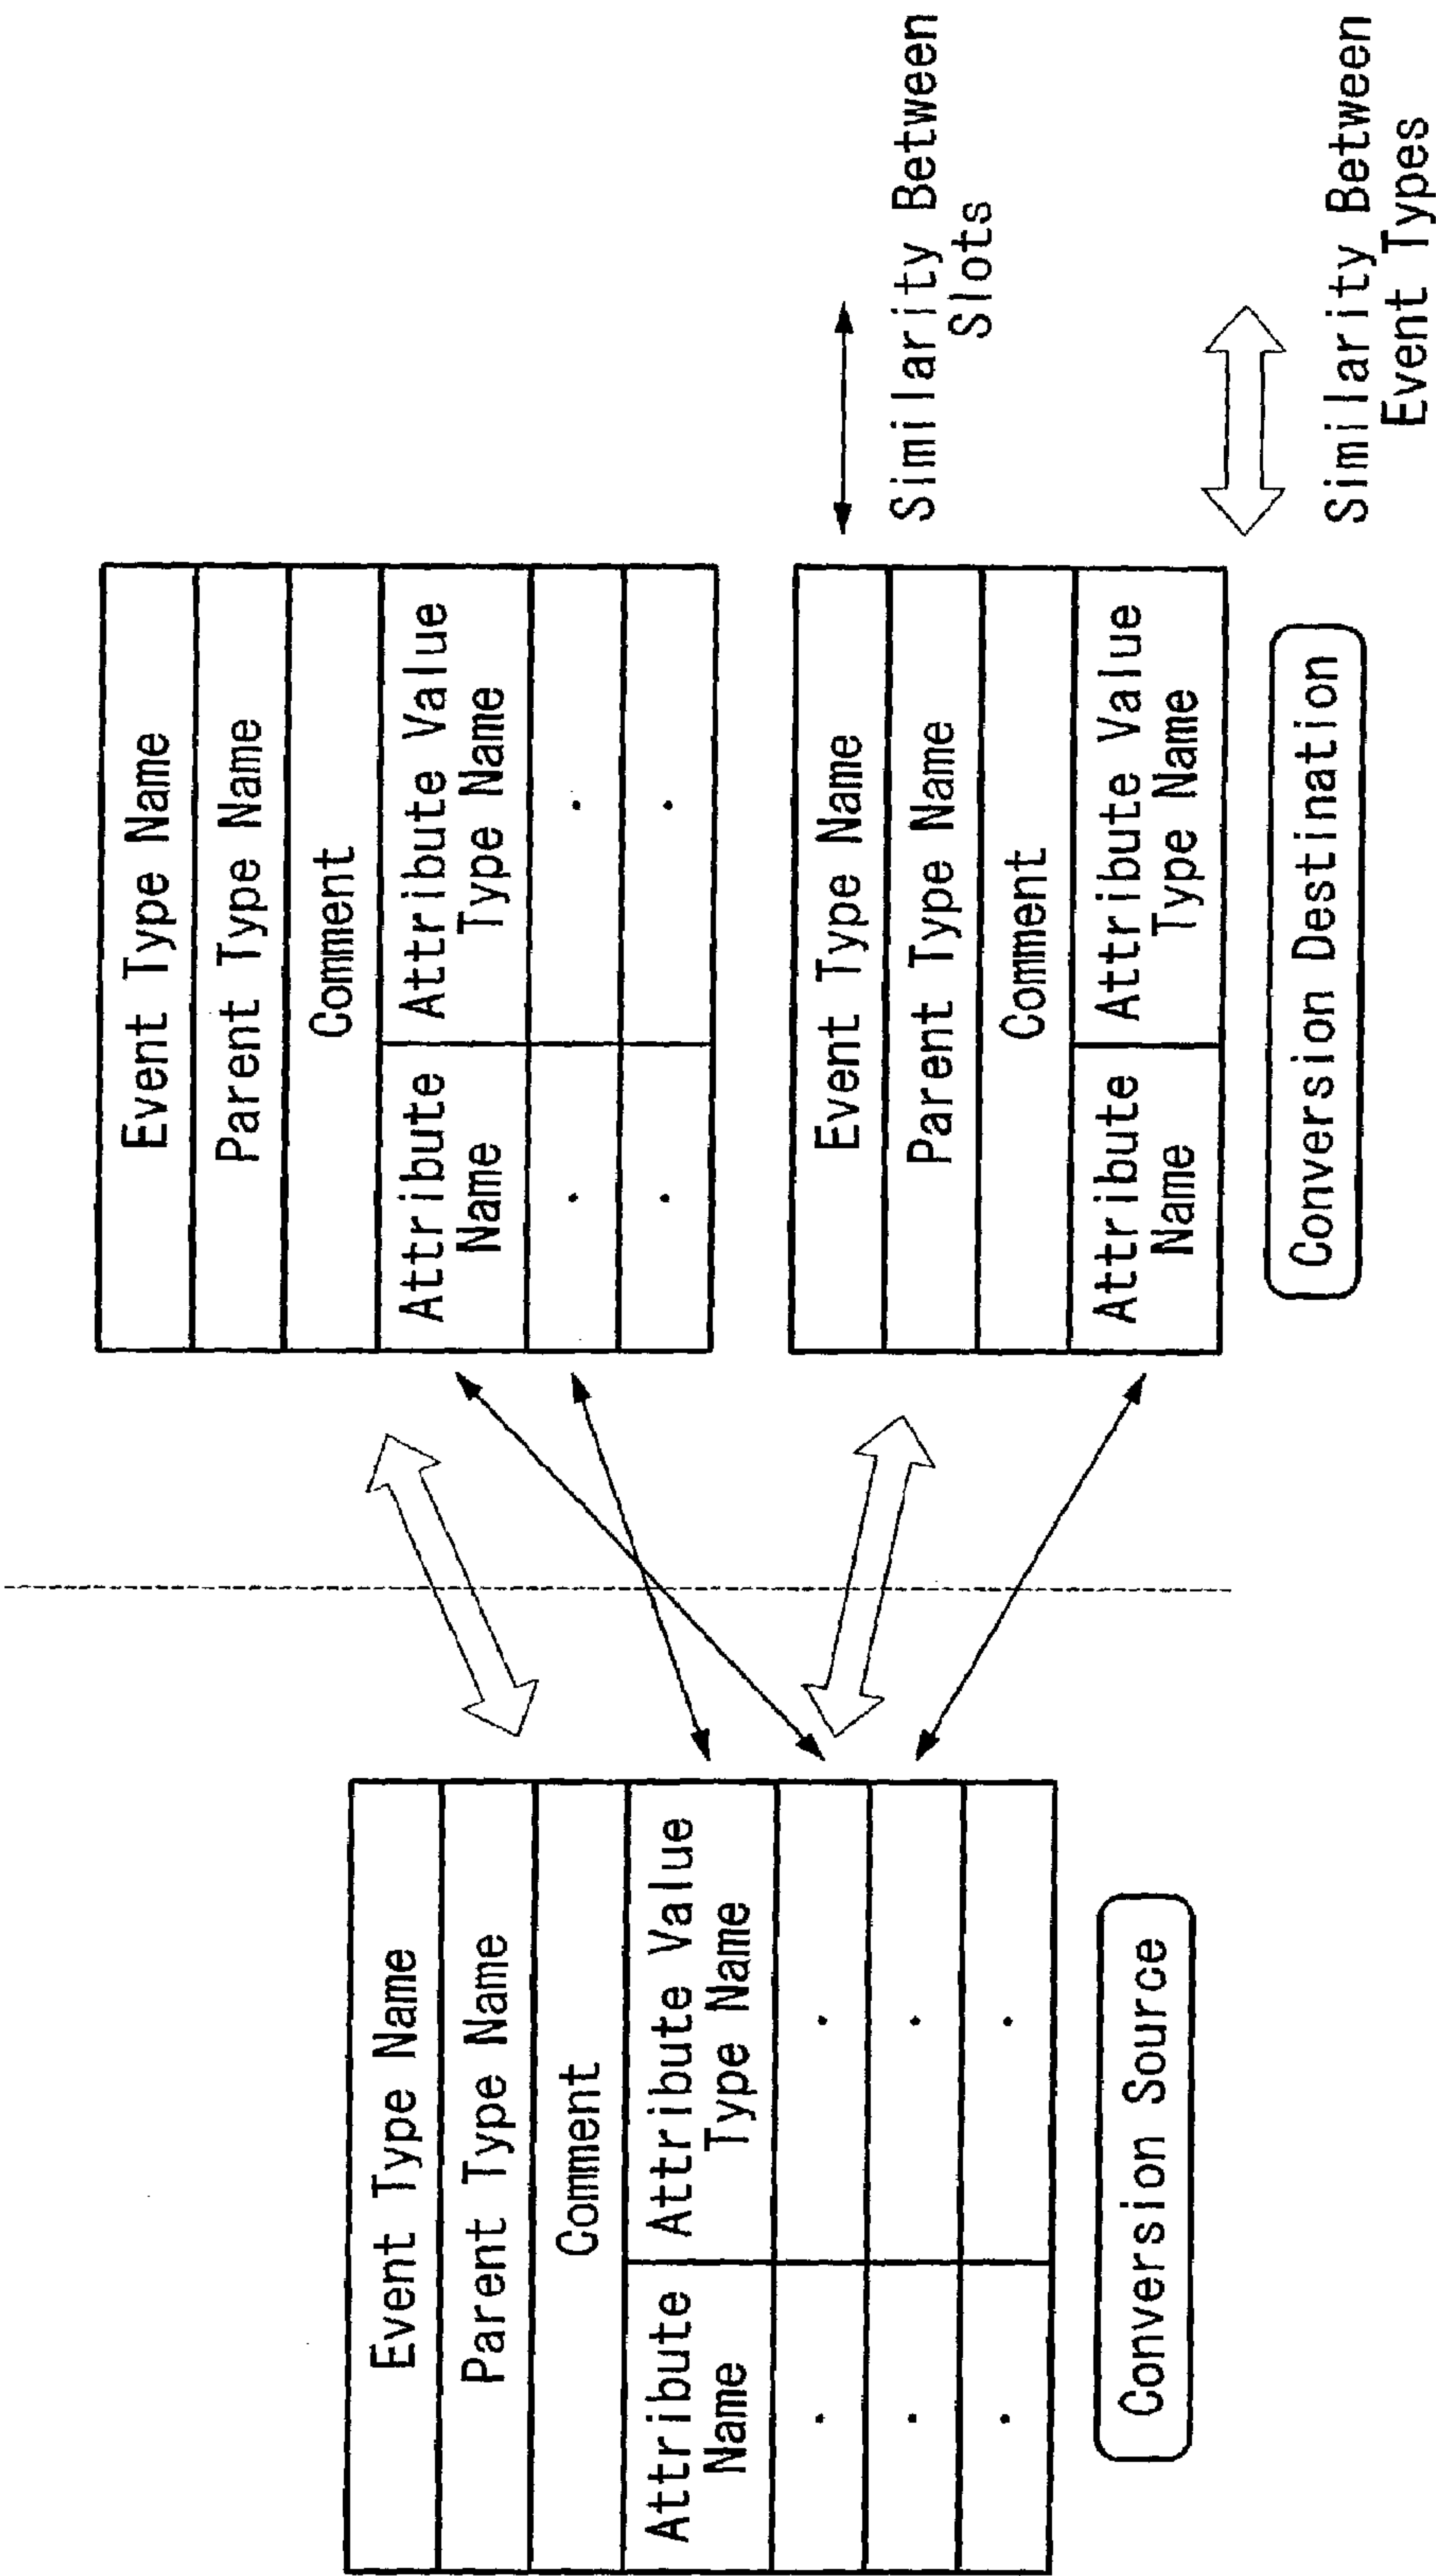 Event Type Name
Parent Type Name
Comment
Attribute
Name
Attribute Value
Type Name
.
.
.
.
.
.
Conversion Source
Event Type Name
Parent Type Name
Comment
Attribute
Name
Attribute Value
Type Name
.
.
.
.
Event Type Name
Parent Type Name
Comment
Attribute
Name
Attribute Value
Type Name
Conversion Destination
Similarity Between
Slots
Similarity Between
Event Types